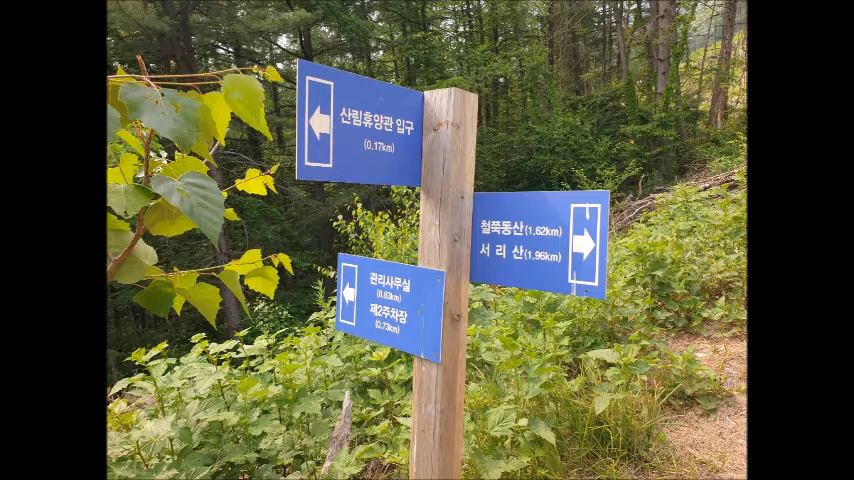 산림휴양관 입구
(0.17km)
철쭉동산(1.62km)
서리산(1.96km)
관리사무실
(0.63km)
제2주차장
(0.73km)